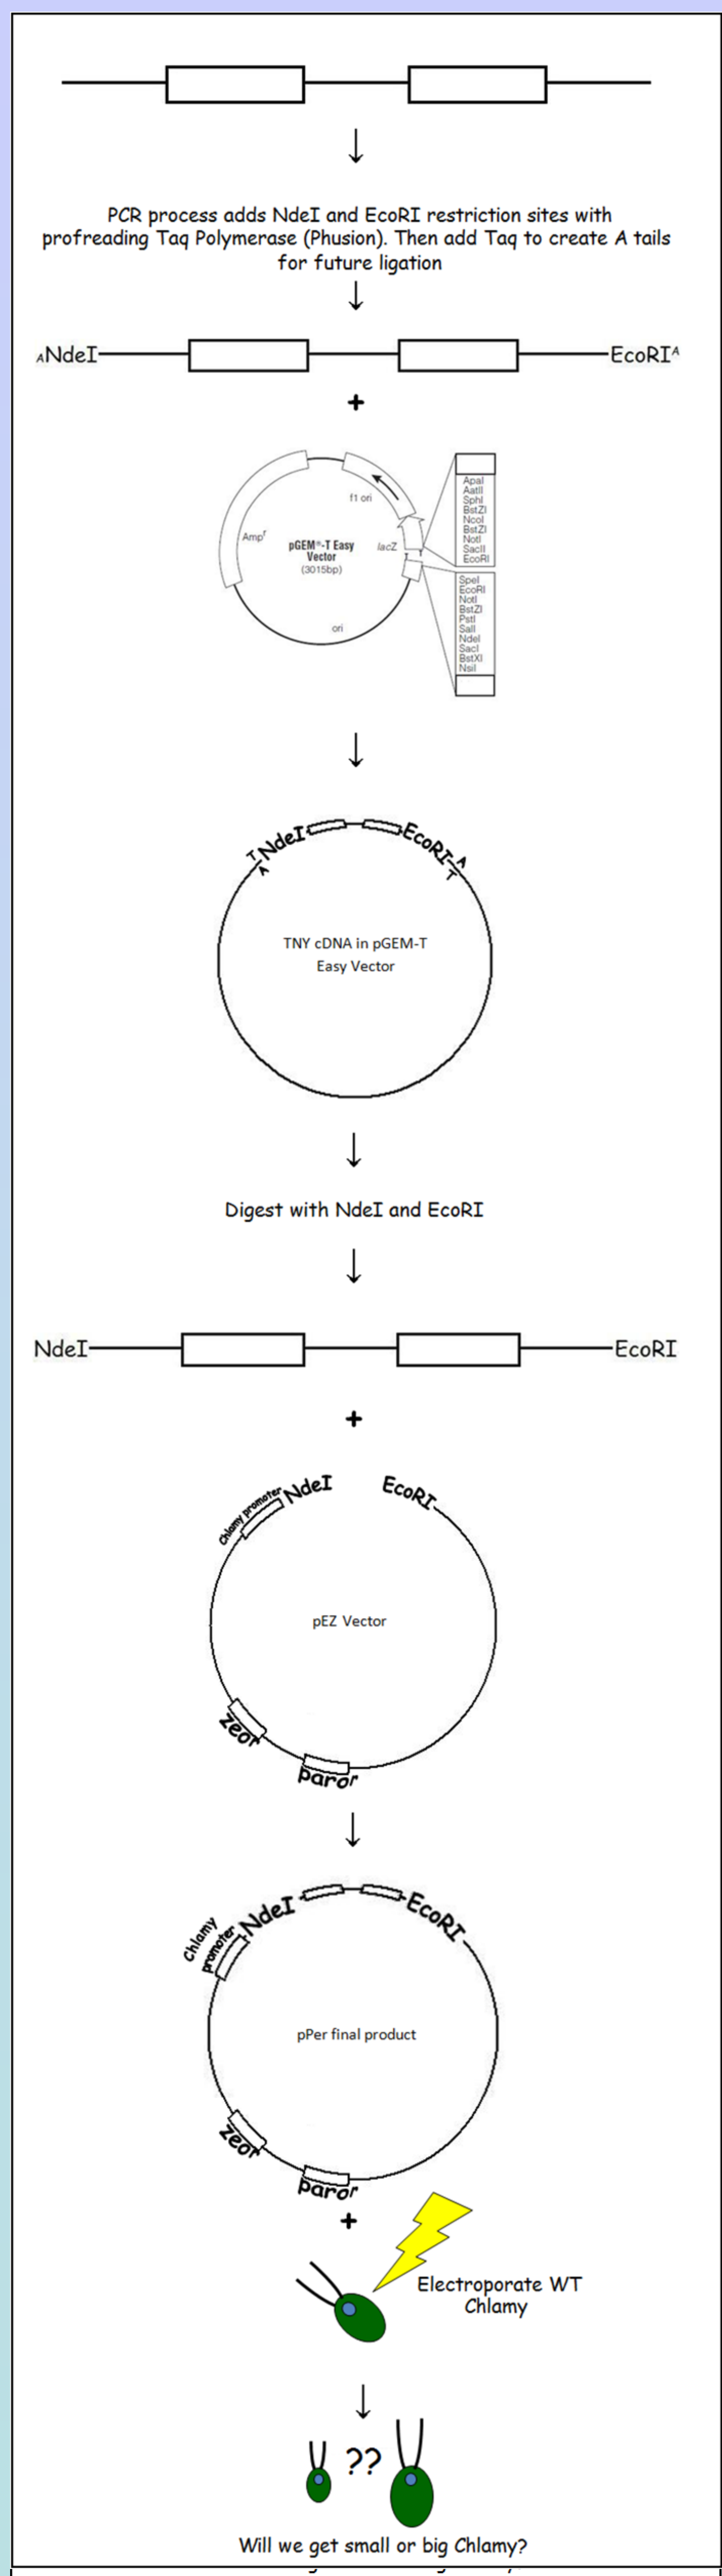 PCR process adds NdeI and EcoRI restriction sites with
profreading Taq Polymerase (Phusion). Then add Taq to create A tails
for future ligation
ANdeI
EcoRIA
+
ApaI
AatII
SphI
BstZI
NcoI
BstZI
NotI
SacII
EcoRI
f1 ori
Ampr
pGEM®-T Easy
Vector
(3015bp)
lacZ
T
T
ori
SpeI
EcoRI
NotI
BstZI
PstI
SalI
NdeI
SacI
BstXI
NsiI
T
A
NdeI
EcoRI
A
T
TNY cDNA in pGEM-T
Easy Vector
Digest with NdeI and EcoRI
NdeI
EcoRI
+
Chlamy promoter
NdeI
EcoRI
pEZ Vector
zeor
paror
Chlamy
promoter
NdeI
EcoRI
pPer final product
zeor
paror
+
Electroporate WT
Chlamy
??
Will we get small or big Chlamy?